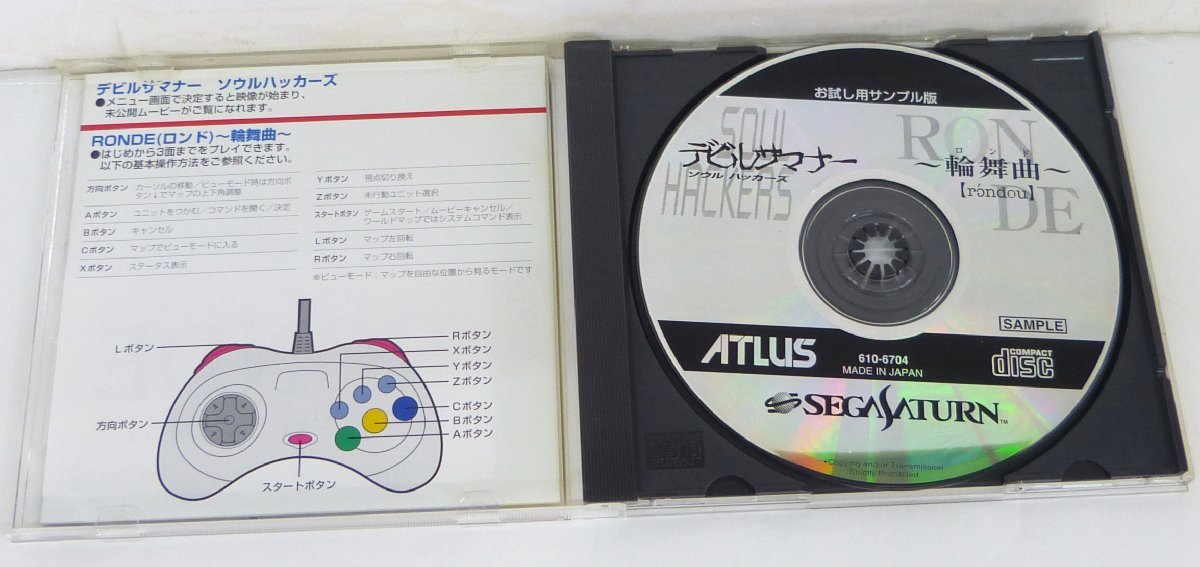 デビルサマナー ソウルハッカーズ
●メニュー画面で決定すると映像が始まり、
未公開ムービーがご覧になれます。
RONDE(ロンド)～輪舞曲～
●はじめから3面までをプレイできます。
以下の基本操作方法をご参照ください。
方向ボタン カーソルの移動／ビューモード時は方向ボ
タン↓でマップの上下角調整
Aボタン ユニットをつかむ／コマンドを開く／決定
Bボタン キャンセル
Cボタン マップでビューモードに入る
Xボタン ステータス表示
Yボタン 視点切り換え
Zボタン 未行動ユニット選択
スタートボタン ゲームスタート／ムービーキャンセル／
ワールドマップではシステムコマンド表示
Lボタン マップ左回転
Rボタン マップ右回転
※ビューモード：マップを自由な位置から見るモードです
Lボタン
方向ボタン
スタートボタン
Rボタン
Xボタン
Yボタン
Zボタン
Cボタン
Bボタン
Aボタン
お試し用サンプル版
SOUL
HACKERS
デビルサマナー
ソウル ハッカーズ
RON
DE
ロンド
～輪舞曲～
【róndou】
SAMPLE
ATLUS
610-6704
MADE IN JAPAN
COMPACT
disc
SEGA SATURN™
•Copying and/or Transmission
Strictly Prohibited